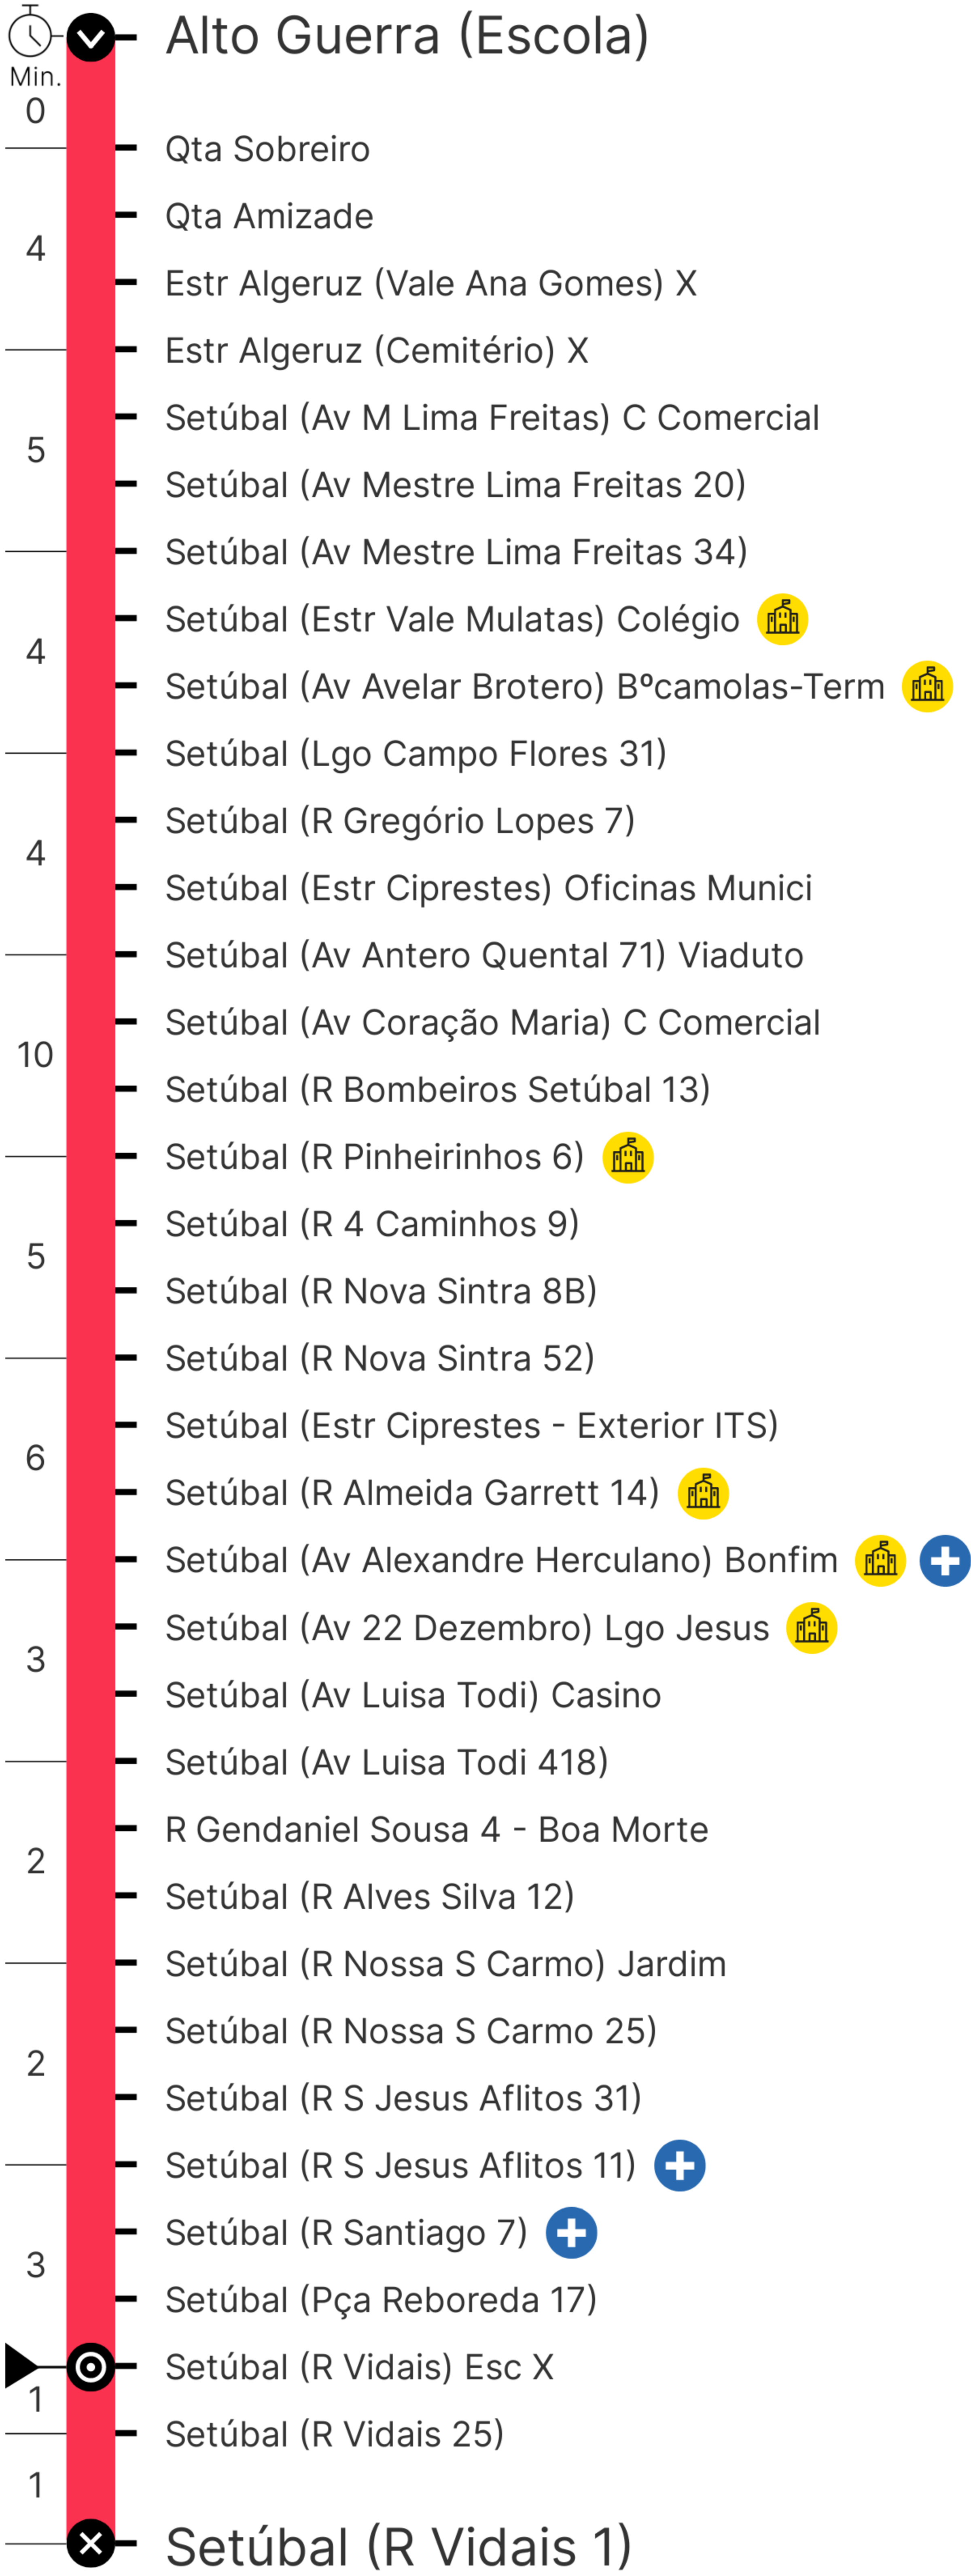 Alto Guerra (Escola)
Min.
0
Qta Sobreiro
Qta Amizade
4
Estr Algeruz (Vale Ana Gomes) X
Estr Algeruz (Cemitério) X
Setúbal (Av M Lima Freitas) C Comercial
5
Setúbal (Av Mestre Lima Freitas 20)
Setúbal (Av Mestre Lima Freitas 34)
Setúbal (Estr Vale Mulatas) Colégio
4
Setúbal (Av Avelar Brotero) Bºcamolas-Term
Setúbal (Lgo Campo Flores 31)
Setúbal (R Gregório Lopes 7)
4
Setúbal (Estr Ciprestes) Oficinas Munici
Setúbal (Av Antero Quental 71) Viaduto
Setúbal (Av Coração Maria) C Comercial
10
Setúbal (R Bombeiros Setúbal 13)
Setúbal (R Pinheirinhos 6)
Setúbal (R 4 Caminhos 9)
5
Setúbal (R Nova Sintra 8B)
Setúbal (R Nova Sintra 52)
Setúbal (Estr Ciprestes - Exterior ITS)
6
Setúbal (R Almeida Garrett 14)
Setúbal (Av Alexandre Herculano) Bonfim
Setúbal (Av 22 Dezembro) Lgo Jesus
3
Setúbal (Av Luisa Todi) Casino
Setúbal (Av Luisa Todi 418)
R Gendaniel Sousa 4 - Boa Morte
2
Setúbal (R Alves Silva 12)
Setúbal (R Nossa S Carmo) Jardim
Setúbal (R Nossa S Carmo 25)
2
Setúbal (R S Jesus Aflitos 31)
Setúbal (R S Jesus Aflitos 11)
Setúbal (R Santiago 7)
3
Setúbal (Pça Reboreda 17)
Setúbal (R Vidais) Esc X
1
Setúbal (R Vidais 25)
1
Setúbal (R Vidais 1)